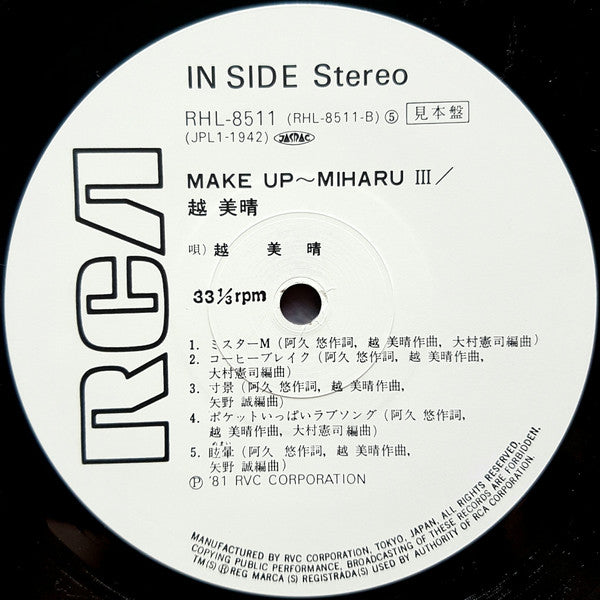 IN SIDE Stereo
RHL-8511 (RHL-8511-B) ⑤ 見本盤
(JPL1-1942) JASRAC
MAKE UP~MIHARU III/
越 美晴
唄) 越 美 晴
33⅓rpm
RCA
1. ミスターM (阿久 悠作詞, 越 美晴作曲, 大村憲司編曲)
2. コーヒーブレイク (阿久 悠作詞, 越 美晴作曲,
大村憲司編曲)
3. 寸景 (阿久 悠作詞, 越 美晴作曲,
矢野 誠編曲)
4. ポケットいっぱいラブソング (阿久 悠作詞,
越 美晴作曲, 大村憲司編曲)
めまい
5. 眩暈 (阿久 悠作詞, 越 美晴作曲,
矢野 誠編曲)
Ⓟ '81 RVC CORPORATION
MANUFACTURED BY RVC CORPORATION, TOKYO, JAPAN, ALL RIGHTS RESERVED,
COPYING PUBLIC PERFORMANCE, BROADCASTING OF THESE RECORDS ARE FORBIDDEN.
TM(S) ® REG MARCA (S) REGISTRADA(S) USED BY AUTHORITY OF RCA CORPORATION.